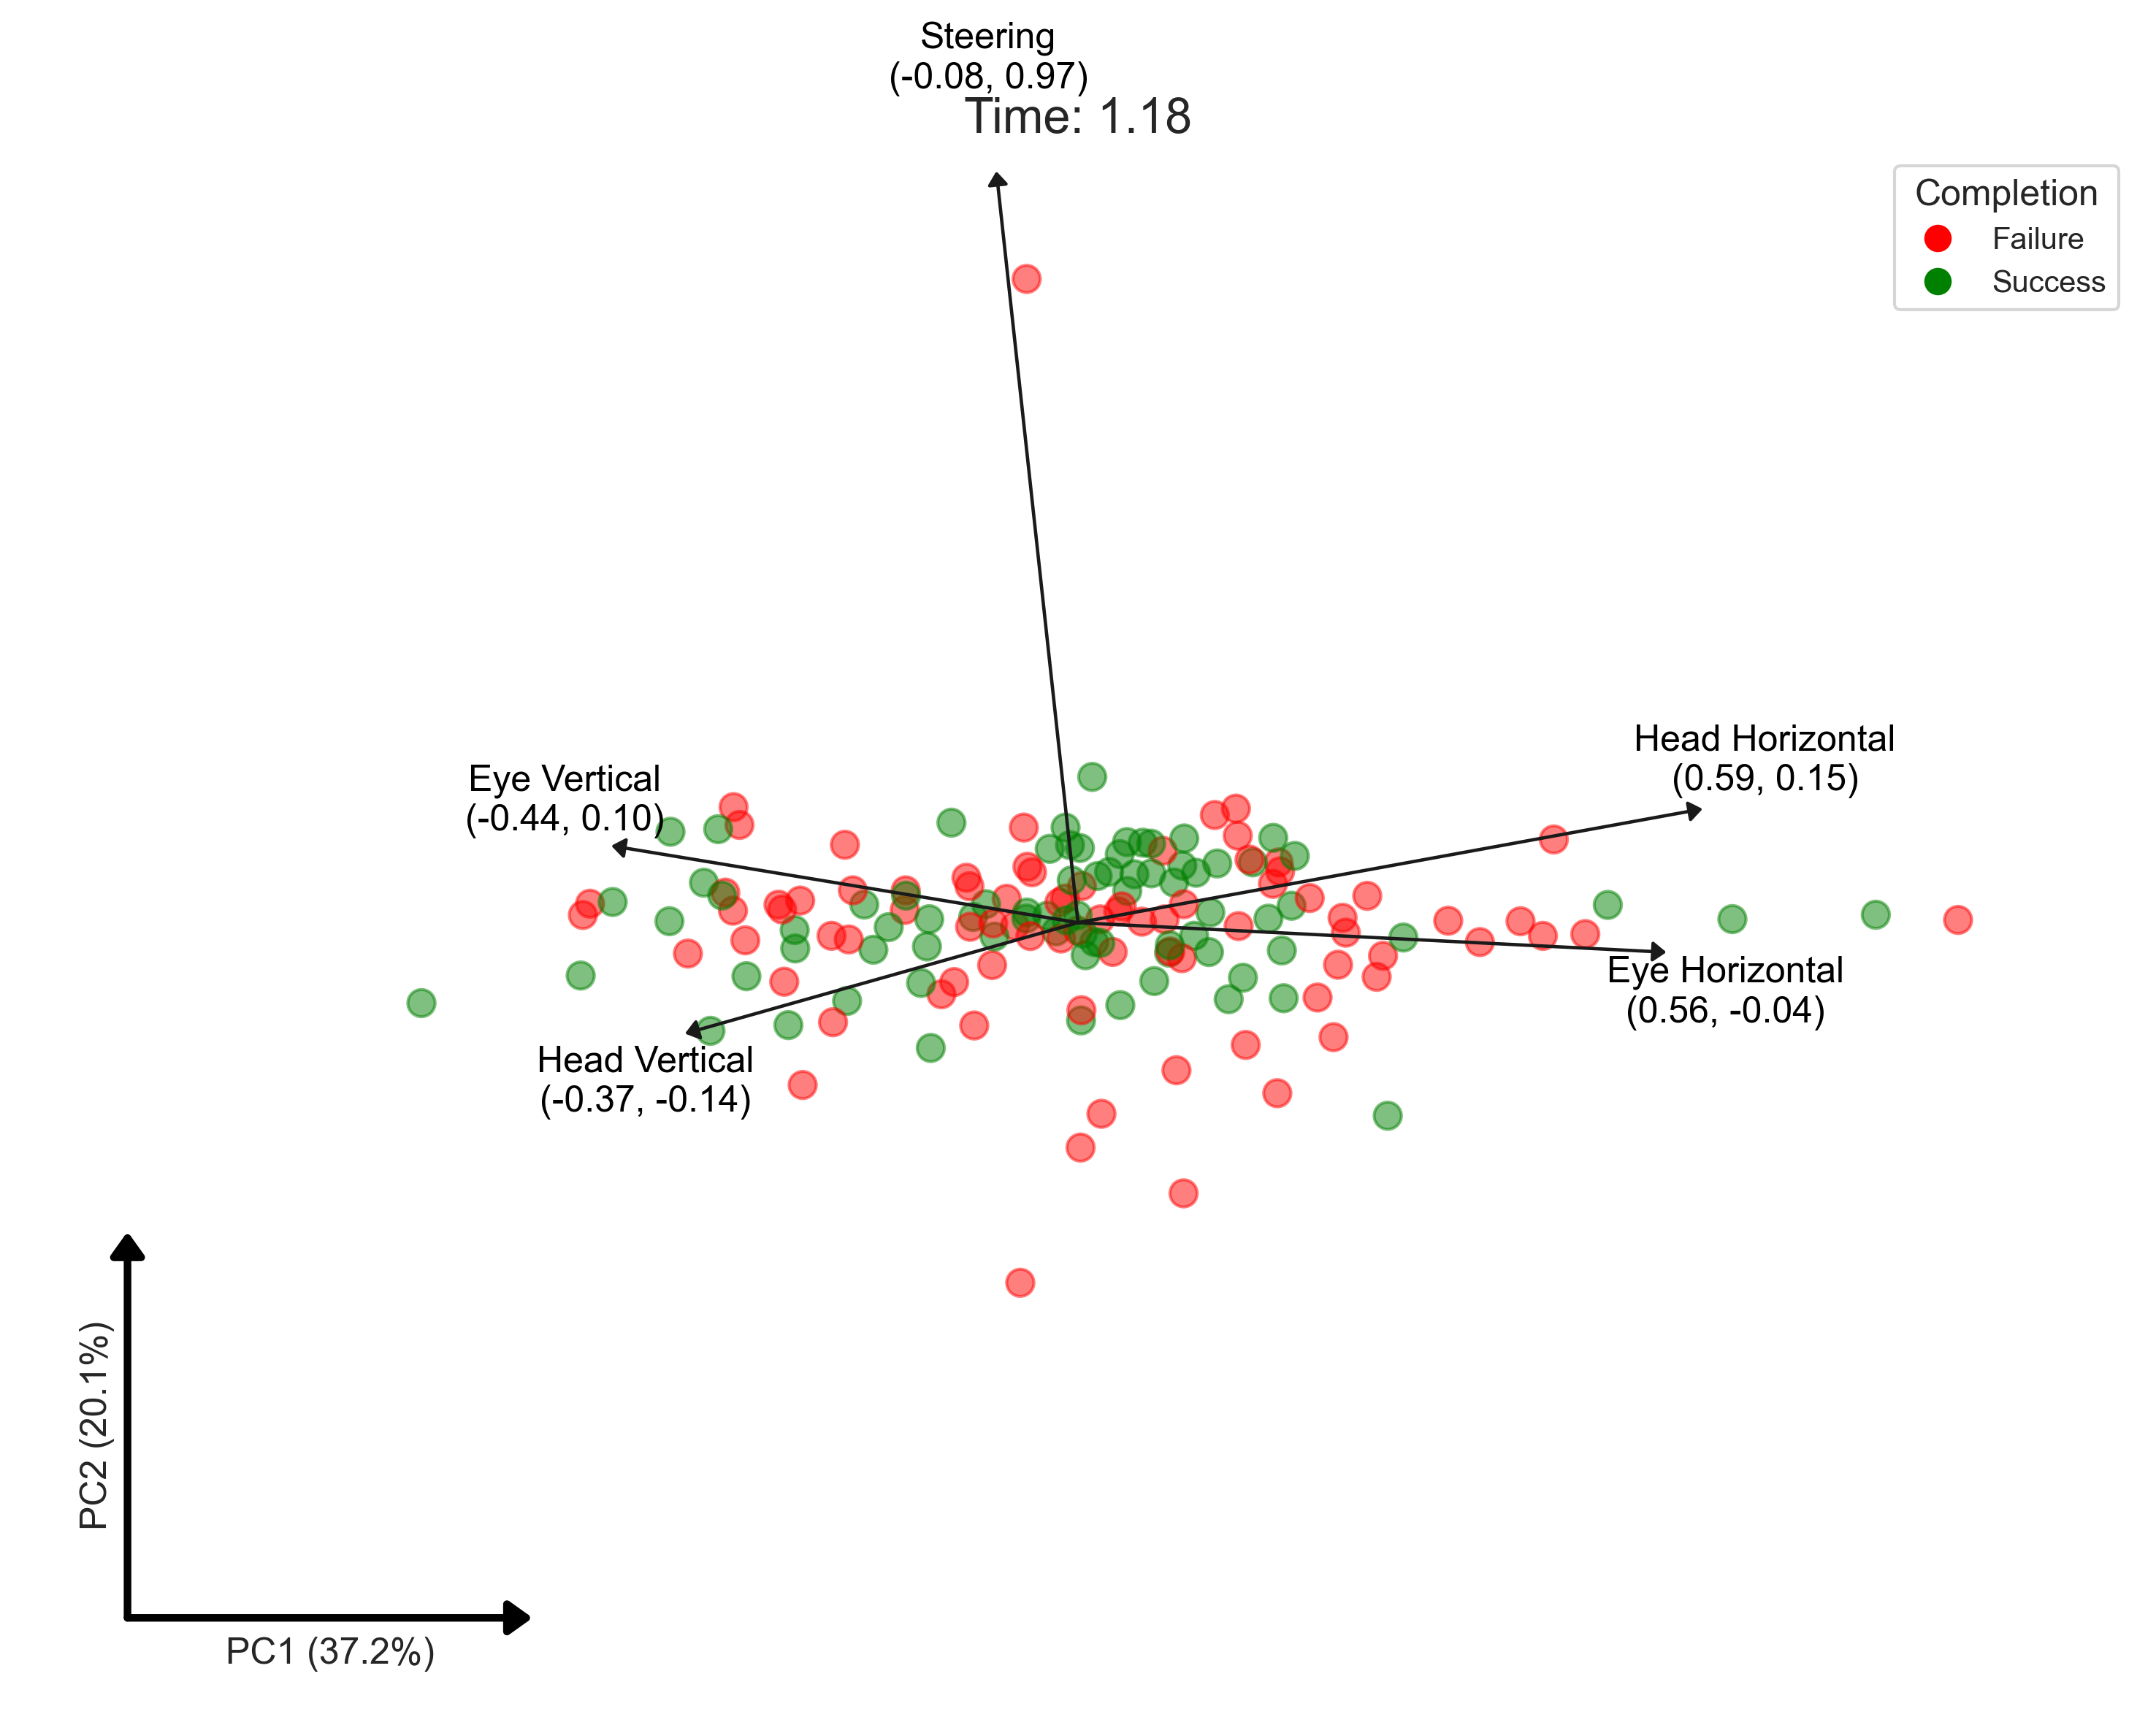 Steering
(-0.08, 0.97)
Time: 1.18
Completion
Failure
Success
Head Horizontal
(0.59, 0.15)
Eye Vertical
(-0.44, 0.10)
Eye Horizontal
(0.56, -0.04)
Head Vertical
(-0.37, -0.14)
PC2 (20.1%)
PC1 (37.2%)